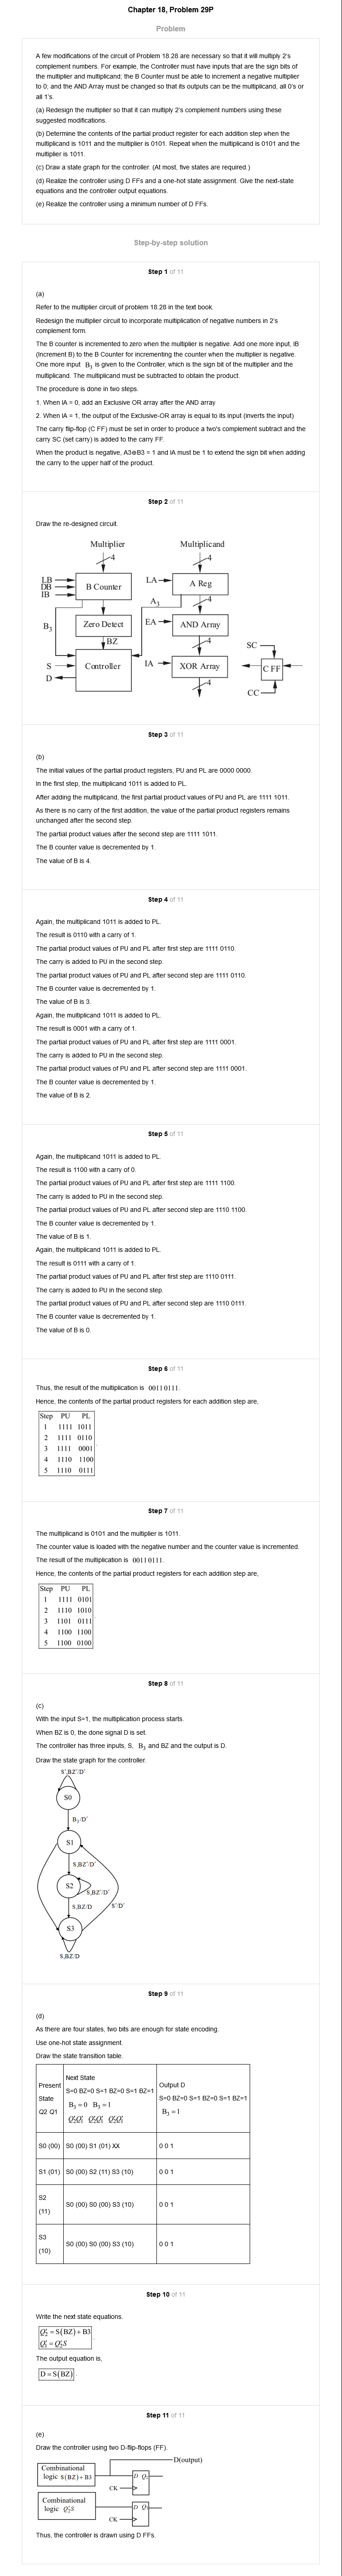 Chapter 18, Problem 29P
Problem
A few modifications of the circuit of Problem 18.28 are necessary so that it will multiply 2's
complement numbers. For example, the Controller must have inputs that are the sign bits of
the multiplier and multiplicand; the B Counter must be able to increment a negative multiplier
to 0; and the AND Array must be changed so that its outputs can be the multiplicand, all 0's or
all 1's.
(a) Redesign the multiplier so that it can multiply 2's complement numbers using these
suggested modifications.
(b) Determine the contents of the partial product register for each addition step when the
multiplicand is 1011 and the multiplier is 0101. Repeat when the multiplicand is 0101 and the
multiplier is 1011.
(c) Draw a state graph for the controller. (At most, five states are required.)
(d) Realize the controller using D FFs and a one-hot state assignment. Give the next-state
equations and the controller output equations.
(e) Realize the controller using a minimum number of D FFs.
Step-by-step solution
Step 1 of 11
(a)
Refer to the multiplier circuit of problem 18.28 in the text book.
Redesign the multiplier circuit to incorporate multiplication of negative numbers in 2's
complement form.
The B counter is incremented to zero when the multiplier is negative. Add one more input, IB
(Increment B) to the B Counter for incrementing the counter when the multiplier is negative.
One more input B3 is given to the Controller, which is the sign bit of the multiplier and the
multiplicand. The multiplicand must be subtracted to obtain the product.
The procedure is done in two steps.
1. When IA = 0, add an Exclusive OR array after the AND array
2. When IA = 1, the output of the Exclusive-OR array is equal to its input (inverts the input)
The carry flip-flop (C FF) must be set in order to produce a two's complement subtract and the
carry SC (set carry) is added to the carry FF.
When the product is negative, A3⊕B3 = 1 and IA must be 1 to extend the sign bit when adding
the carry to the upper half of the product.
Step 2 of 11
Draw the re-designed circuit.
Multiplier Multiplicand
4 4
LB
DB
IB
B Counter
LA
A Reg
A3
4
B3
Zero Detect
EA
AND Array
BZ
4
SC
S
D
Controller
IA
XOR Array
C FF
4
CC
Step 3 of 11
(b)
The initial values of the partial product registers, PU and PL are 0000 0000.
In the first step, the multiplicand 1011 is added to PL.
After adding the multiplicand, the first partial product values of PU and PL are 1111 1011.
As there is no carry of the first addition, the value of the partial product registers remains
unchanged after the second step.
The partial product values after the second step are 1111 1011.
The B counter value is decremented by 1.
The value of B is 4.
Step 4 of 11
Again, the multiplicand 1011 is added to PL.
The result is 0110 with a carry of 1.
The partial product values of PU and PL after first step are 1111 0110.
The carry is added to PU in the second step.
The partial product values of PU and PL after second step are 1111 0110.
The B counter value is decremented by 1.
The value of B is 3.
Again, the multiplicand 1011 is added to PL.
The result is 0001 with a carry of 1.
The partial product values of PU and PL after first step are 1111 0001.
The carry is added to PU in the second step.
The partial product values of PU and PL after second step are 1111 0001.
The B counter value is decremented by 1.
The value of B is 2.
Step 5 of 11
Again, the multiplicand 1011 is added to PL.
The result is 1100 with a carry of 0.
The partial product values of PU and PL after first step are 1111 1100.
The carry is added to PU in the second step.
The partial product values of PU and PL after second step are 1110 1100.
The B counter value is decremented by 1.
The value of B is 1.
Again, the multiplicand 1011 is added to PL.
The result is 0111 with a carry of 1.
The partial product values of PU and PL after first step are 1110 0111.
The carry is added to PU in the second step.
The partial product values of PU and PL after second step are 1110 0111.
The B counter value is decremented by 1.
The value of B is 0.
Step 6 of 11
Thus, the result of the multiplication is 00110111.
Hence, the contents of the partial product registers for each addition step are,
Step PU PL
1 1111 1011
2 1111 0110
3 1111 0001
4 1110 1100
5 1110 0111
Step 7 of 11
The multiplicand is 0101 and the multiplier is 1011.
The counter value is loaded with the negative number and the counter value is incremented.
The result of the multiplication is 00110111.
Hence, the contents of the partial product registers for each addition step are,
Step PU PL
1 1111 0101
2 1110 1010
3 1101 0111
4 1100 1100
5 1100 0100
Step 8 of 11
(c)
With the input S=1, the multiplication process starts.
When BZ is 0, the done signal D is set.
The controller has three inputs, S, B3 and BZ and the output is D.
Draw the state graph for the controller.
S',BZ'/D'
S0
B3/D'
S1
S,BZ'/D'
S2
S,BZ'/D'
S,BZ/D
S'/D'
S3
S,BZ/D
Step 9 of 11
(d)
As there are four states, two bits are enough for state encoding.
Use one-hot state assignment.
Draw the state transition table.
Present
State
Q2 Q1
Next State
S=0 BZ=0 S=1 BZ=0 S=1 BZ=1
B3 = 0 B3 = 1
Output D
S=0 BZ=0 S=1 BZ=0 S=1 BZ=1
B3 = 1
S0 (00) S0 (00) S1 (01) XX 0 0 1
S1 (01) S0 (00) S2 (11) S3 (10) 0 0 1
S2
(11)
S0 (00) S0 (00) S3 (10) 0 0 1
S3
(10)
S0 (00) S0 (00) S3 (10) 0 0 1
Step 10 of 11
Write the next state equations.
Q2+ = S(BZ) + B3
The output equation is,
D = S(BZ)
Step 11 of 11
(e)
Draw the controller using two D-flip-flops (FF).
D(output)
Combinational
logic S(BZ)+ B3
D
CK
Combinational
logic
D
CK
Thus, the controller is drawn using D FFs.